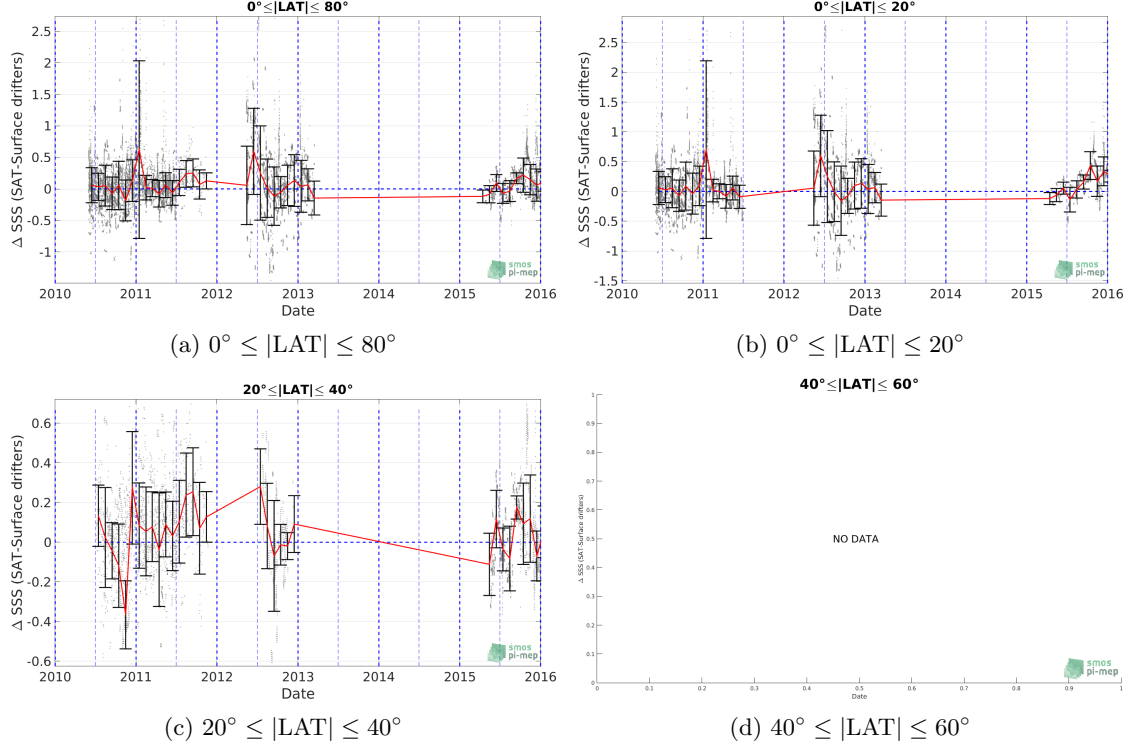 0°≤|LAT|≤ 80°
Δ SSS (SAT-Surface drifters)
2.5
2
1.5
1
0.5
0
-0.5
-1
2010 2011 2012 2013 2014 2015 2016
Date
smos
pi-mep
(a) 0° ≤ |LAT| ≤ 80°
0°≤|LAT|≤ 20°
Δ SSS (SAT-Surface drifters)
2.5
2
1.5
1
0.5
0
-0.5
-1
-1.5
2010 2011 2012 2013 2014 2015 2016
Date
smos
pi-mep
(b) 0° ≤ |LAT| ≤ 20°
20°≤|LAT|≤ 40°
Δ SSS (SAT-Surface drifters)
0.6
0.4
0.2
0
-0.2
-0.4
-0.6
2010 2011 2012 2013 2014 2015 2016
Date
smos
pi-mep
(c) 20° ≤ |LAT| ≤ 40°
40°≤|LAT|≤ 60°
Δ SSS (SAT-Surface drifters)
1
0.9
0.8
0.7
0.6
0.5
0.4
0.3
0.2
0.1
0
NO DATA
0 0.1 0.2 0.3 0.4 0.5 0.6 0.7 0.8 0.9 1
Date
smos
pi-mep
(d) 40° ≤ |LAT| ≤ 60°